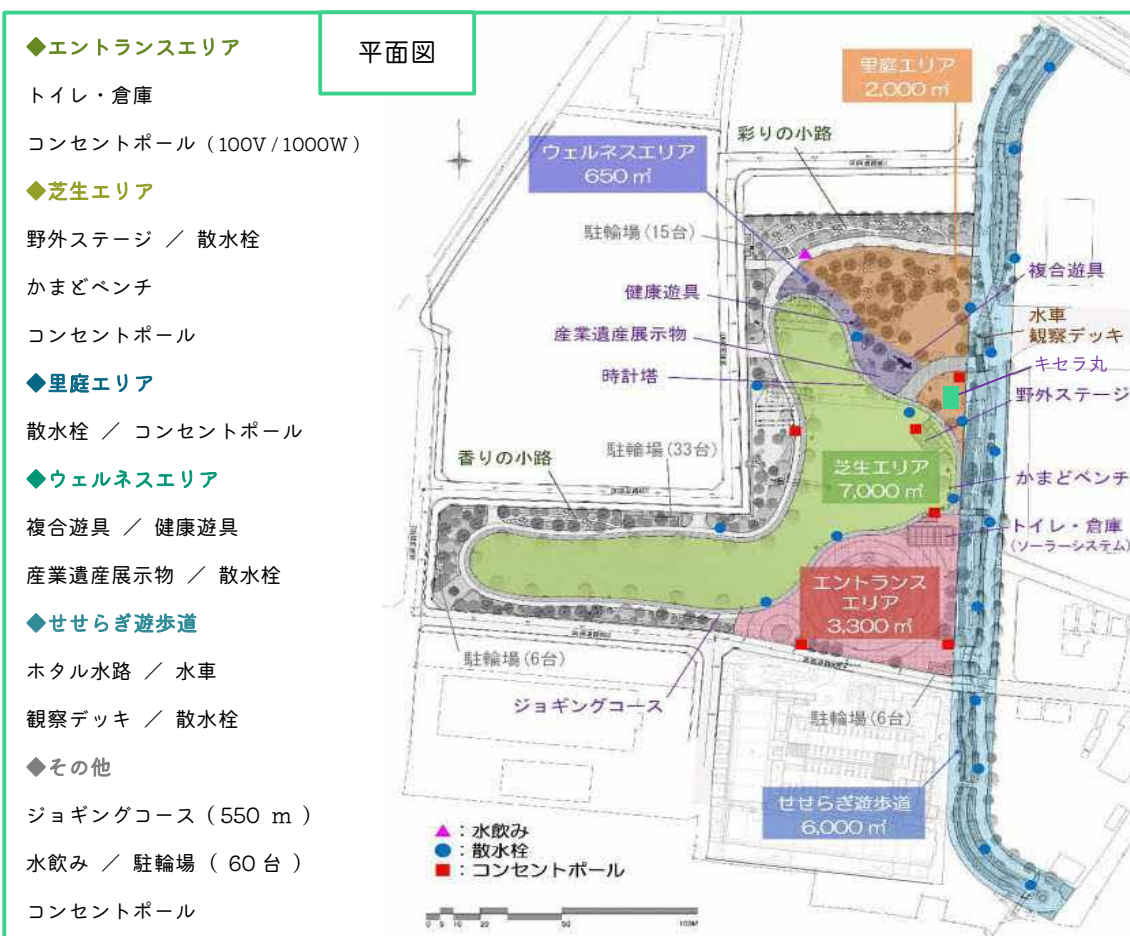 平面図
◆エントランスエリア
トイレ・倉庫
コンセントポール（100V / 1000W）
◆芝生エリア
野外ステージ ／ 散水栓
かまどベンチ
コンセントポール
◆里庭エリア
散水栓 ／ コンセントポール
◆ウェルネスエリア
複合遊具 ／ 健康遊具
産業遺産展示物 ／ 散水栓
◆せせらぎ遊歩道
ホタル水路 ／ 水車
観察デッキ ／ 散水栓
◆その他
ジョギングコース（550 m）
水飲み ／ 駐輪場（60台）
コンセントポール
里庭エリア
2,000㎡
彩りの小路
ウェルネスエリア
650㎡
駐輪場(15台)
健康遊具
産業遺産展示物
時計塔
複合遊具
水車
観察デッキ
キセラ丸
野外ステージ
香りの小路
駐輪場(33台)
芝生エリア
7,000㎡
かまどベンチ
トイレ・倉庫
(ソーラーシステム)
エントランス
エリア
3,300㎡
駐輪場(6台)
ジョギングコース
駐輪場(6台)
せせらぎ遊歩道
6,000㎡
▲：水飲み
●：散水栓
■：コンセントポール
0 5 10 20 50 100M